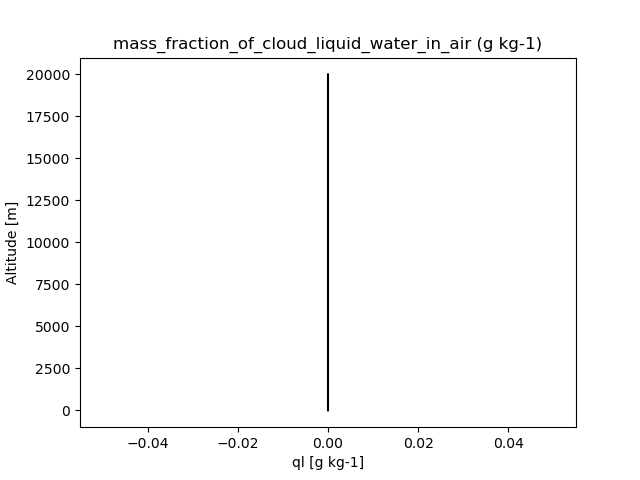 mass_fraction_of_cloud_liquid_water_in_air (g kg-1)
20000
17500
15000
12500
10000
7500
5000
2500
0
Altitude [m]
−0.04 −0.02 0.00 0.02 0.04
ql [g kg-1]